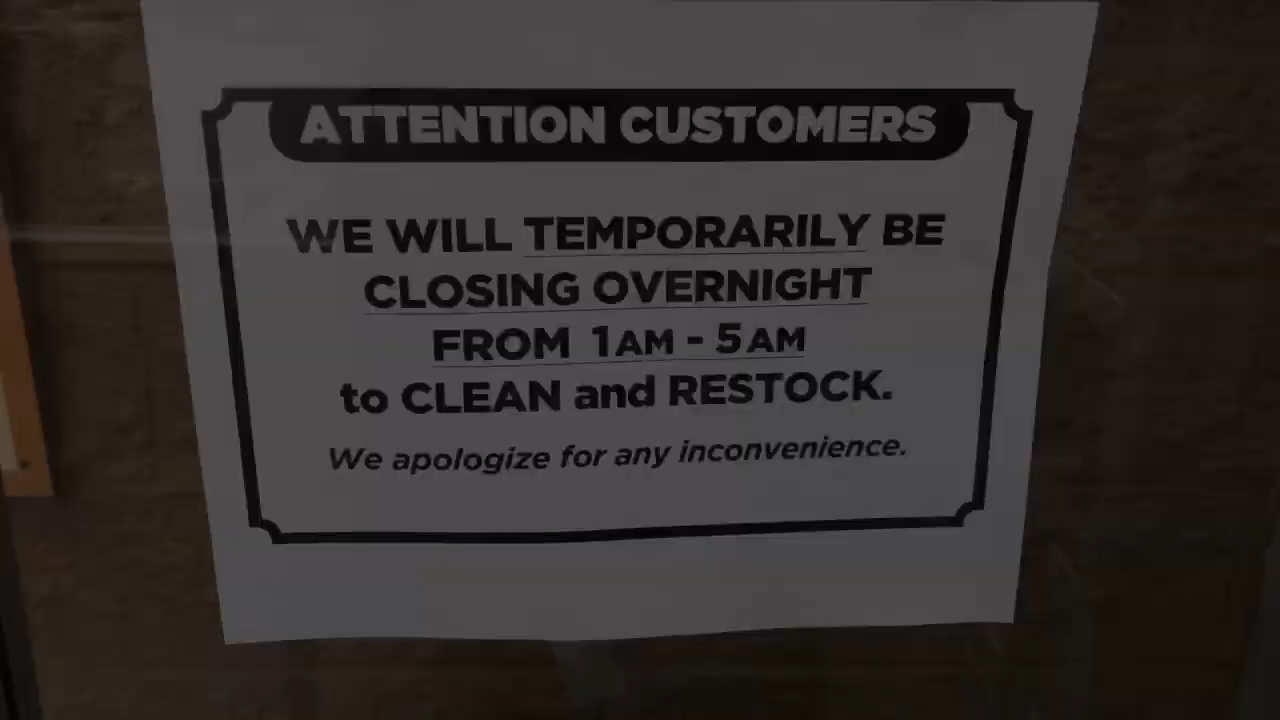 ATTENTION CUSTOMERS
WE WILL TEMPORARILY BE
CLOSING OVERNIGHT
FROM 1AM - 5AM
to CLEAN and RESTOCK.
We apologize for any inconvenience.